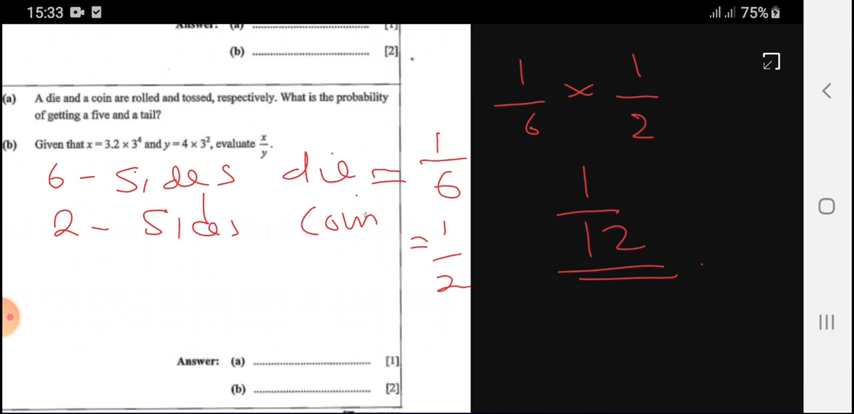 15:33 75%
Answer: (a) ........................................ [1]
(b) ........................................ [2]
(a) A die and a coin are rolled and tossed, respectively. What is the probability
of getting a five and a tail?
(b) Given that x = 3.2 × 3⁴ and y = 4 × 3², evaluate x/y.
6 - sides die = 1/6
2 - sides coin = 1/2
Answer: (a) ........................................ [1]
(b) ........................................ [2]
1/6 × 1/2
1/12